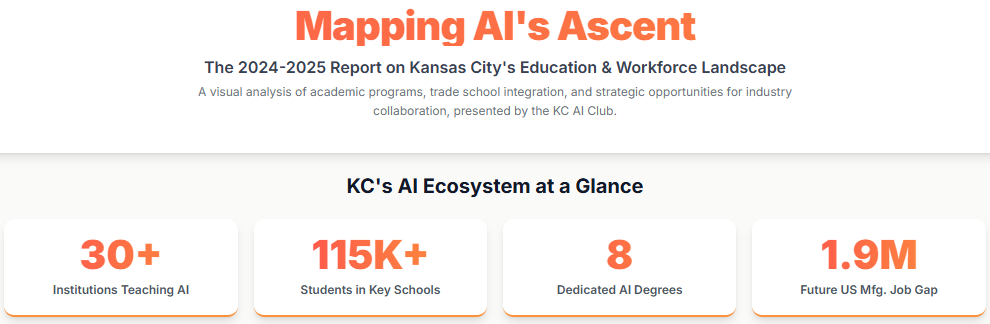 Mapping AI's Ascent
The 2024-2025 Report on Kansas City's Education & Workforce Landscape
A visual analysis of academic programs, trade school integration, and strategic opportunities for industry
collaboration, presented by the KC AI Club.
KC's AI Ecosystem at a Glance
30+
Institutions Teaching AI
115K+
Students in Key Schools
8
Dedicated AI Degrees
1.9M
Future US Mfg. Job Gap